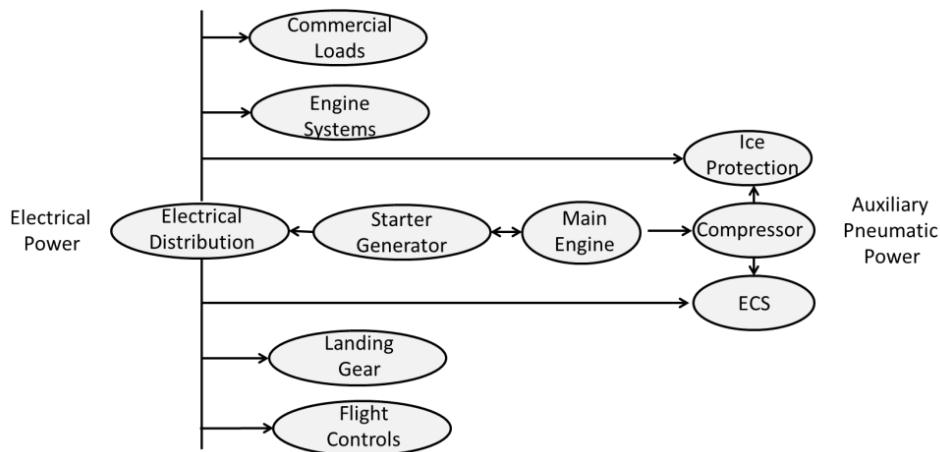 Commercial
Loads
Engine
Systems
Ice
Protection
Electrical
Power
Electrical
Distribution
Starter
Generator
Main
Engine
Compressor
Auxiliary
Pneumatic
Power
ECS
Landing
Gear
Flight
Controls